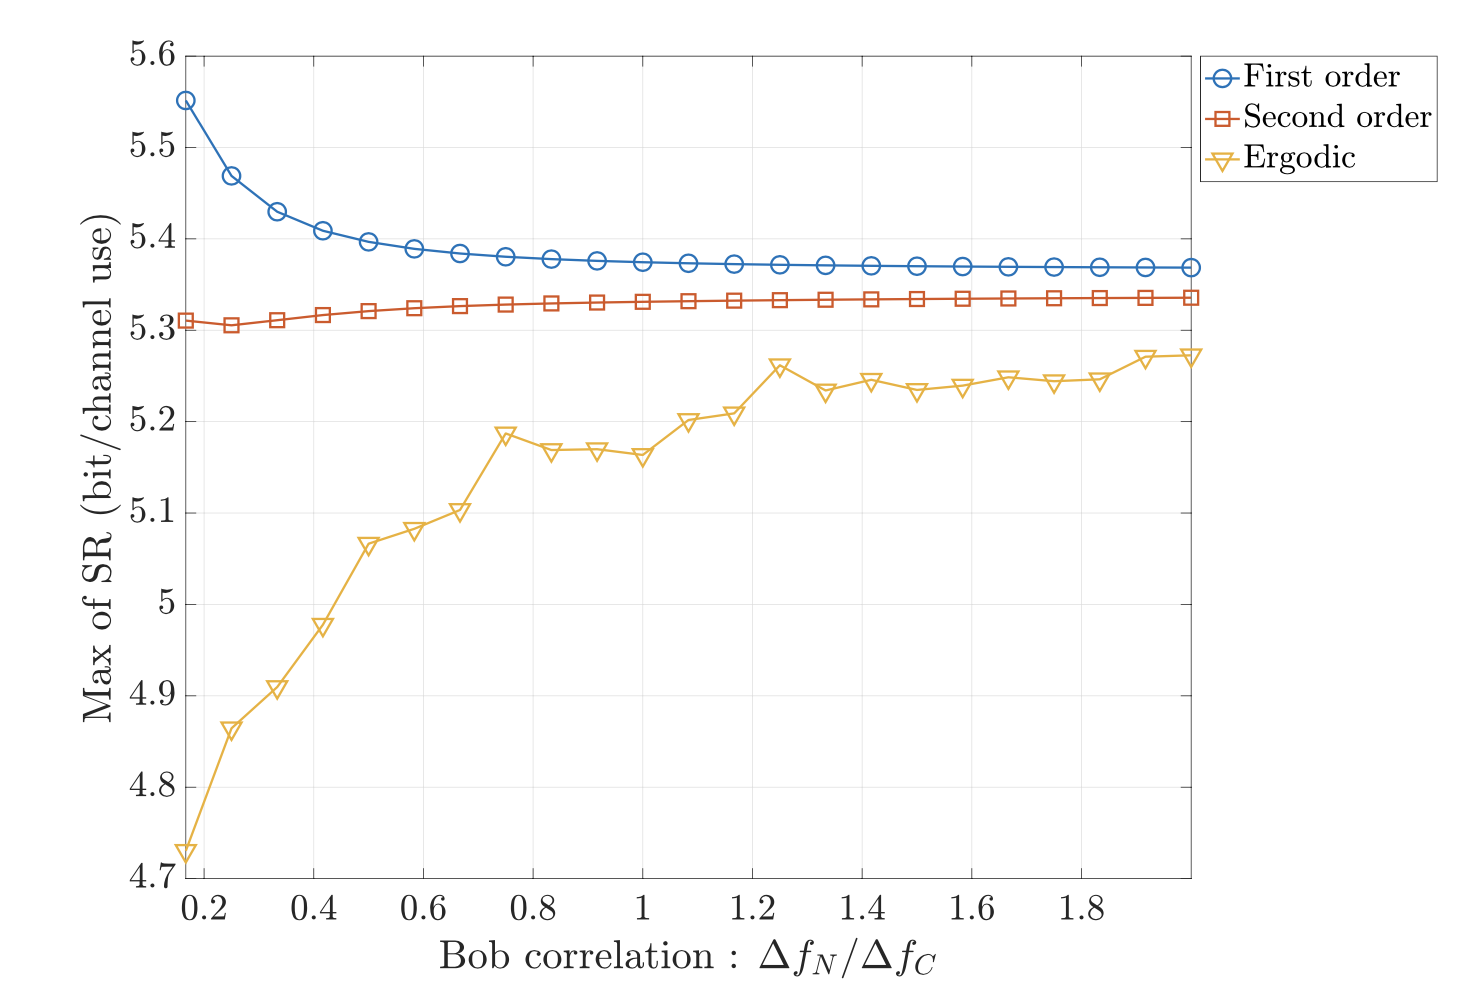 5.6
5.5
5.4
5.3
5.2
5.1
5
4.9
4.8
4.7
Max of SR (bit/channel use)
0.2 0.4 0.6 0.8 1 1.2 1.4 1.6 1.8
Bob correlation : Δf_N/Δf_C
First order
Second order
Ergodic